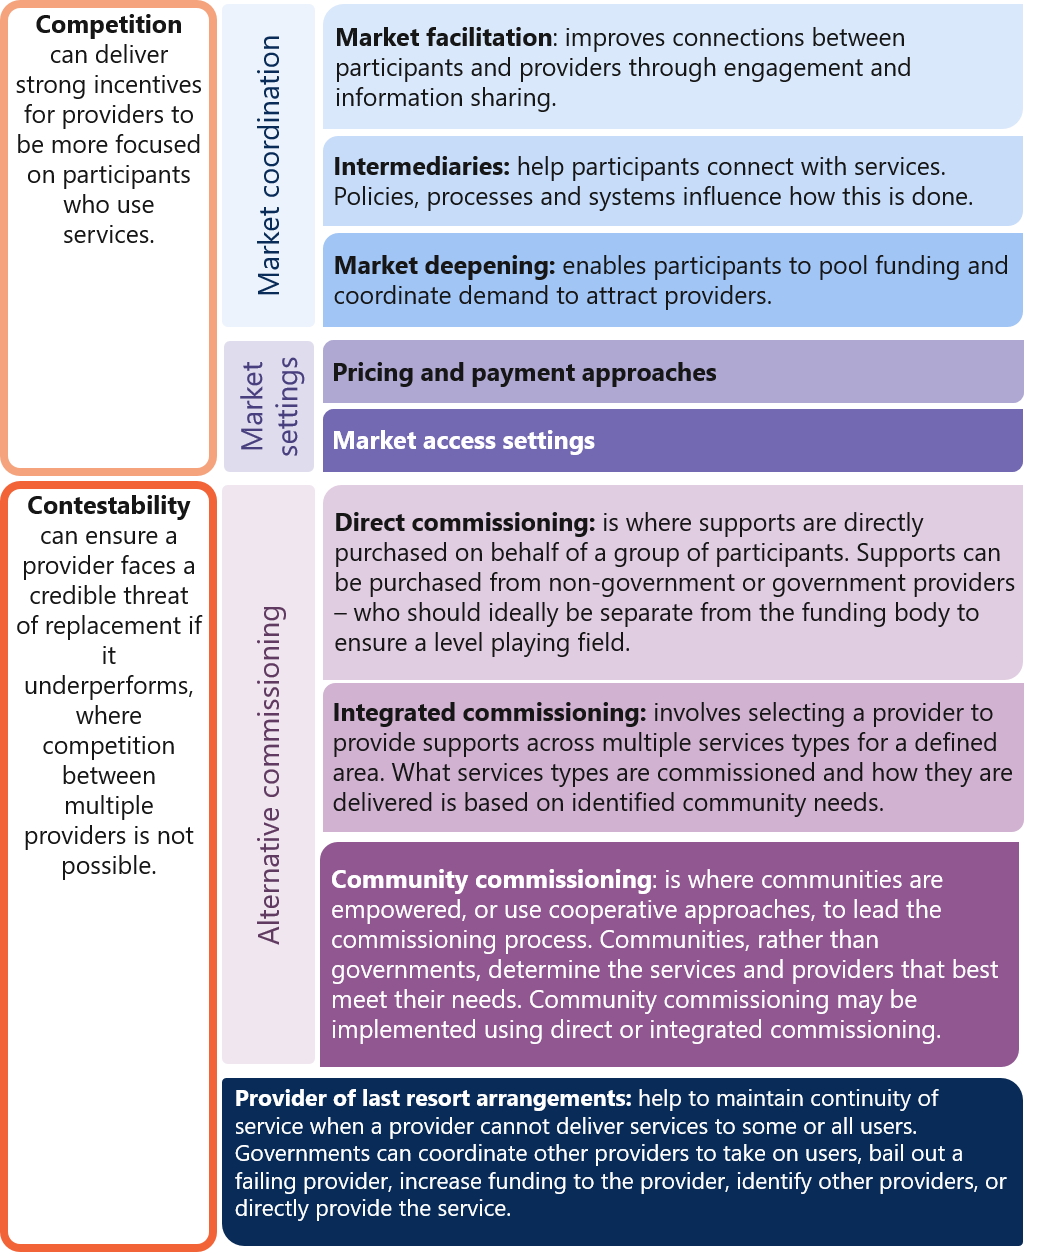 Competition
can deliver
strong incentives
for providers to
be more focused
on participants
who use
services.
Market coordination
Market facilitation: improves connections between
participants and providers through engagement and
information sharing.
Intermediaries: help participants connect with services.
Policies, processes and systems influence how this is done.
Market deepening: enables participants to pool funding and
coordinate demand to attract providers.
Market
settings
Pricing and payment approaches
Market access settings
Contestability
can ensure a
provider faces a
credible threat
of replacement if
it
underperforms,
where
competition
between
multiple
providers is not
possible.
Alternative commissioning
Direct commissioning: is where supports are directly
purchased on behalf of a group of participants. Supports can
be purchased from non-government or government providers
– who should ideally be separate from the funding body to
ensure a level playing field.
Integrated commissioning: involves selecting a provider to
provide supports across multiple services types for a defined
area. What services types are commissioned and how they are
delivered is based on identified community needs.
Community commissioning: is where communities are
empowered, or use cooperative approaches, to lead the
commissioning process. Communities, rather than
governments, determine the services and providers that best
meet their needs. Community commissioning may be
implemented using direct or integrated commissioning.
Provider of last resort arrangements: help to maintain continuity of
service when a provider cannot deliver services to some or all users.
Governments can coordinate other providers to take on users, bail out a
failing provider, increase funding to the provider, identify other providers, or
directly provide the service.